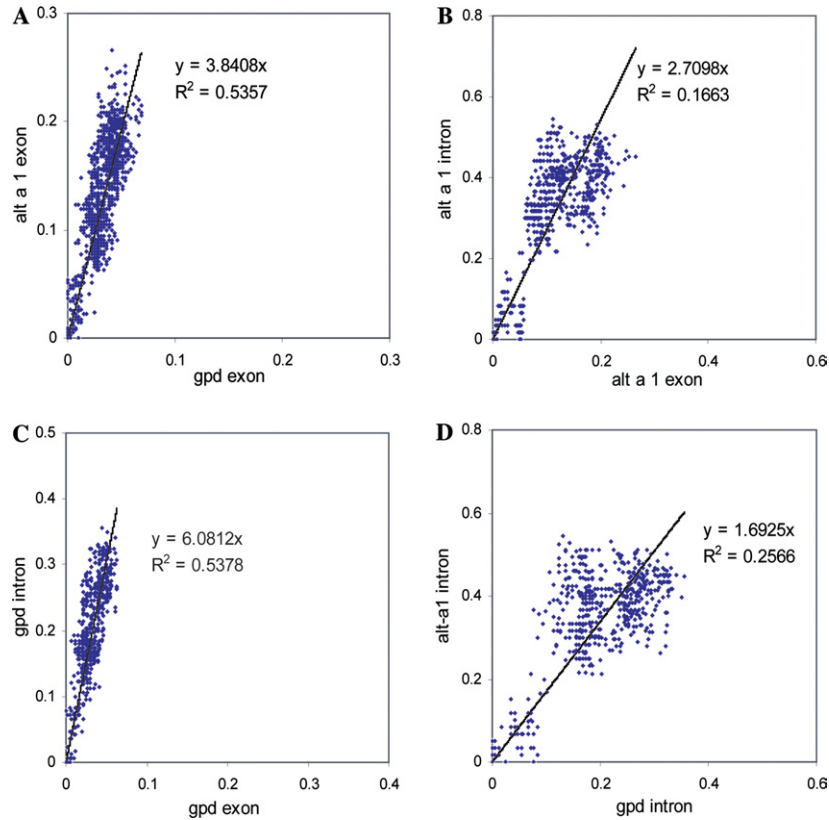 A
0.3
0.2
0.1
0
alt a 1 exon
y = 3.8408x
R² = 0.5357
0
0.1
0.2
0.3
gpd exon
B
0.8
0.6
0.4
0.2
0.0
alt a 1 intron
y = 2.7098x
R² = 0.1663
0
0.2
0.4
0.6
alt a 1 exon
C
0.5
0.4
0.3
0.2
0.1
0
gpd intron
y = 6.0812x
R² = 0.5378
0
0.1
0.2
0.3
0.4
gpd exon
D
0.8
0.6
0.4
0.2
0.0
alt-a1 intron
y = 1.6925x
R² = 0.2566
0
0.2
0.4
0.6
gpd intron